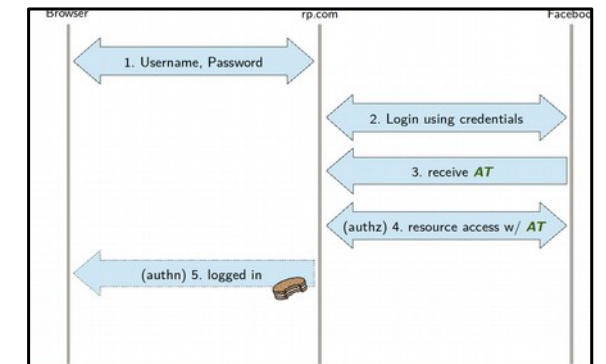 Browser
rp.com
1. Username, Password
2. Login using credentials
3. receive AT
(authz) 4. resource access w/ AT
(authn) 5. logged in